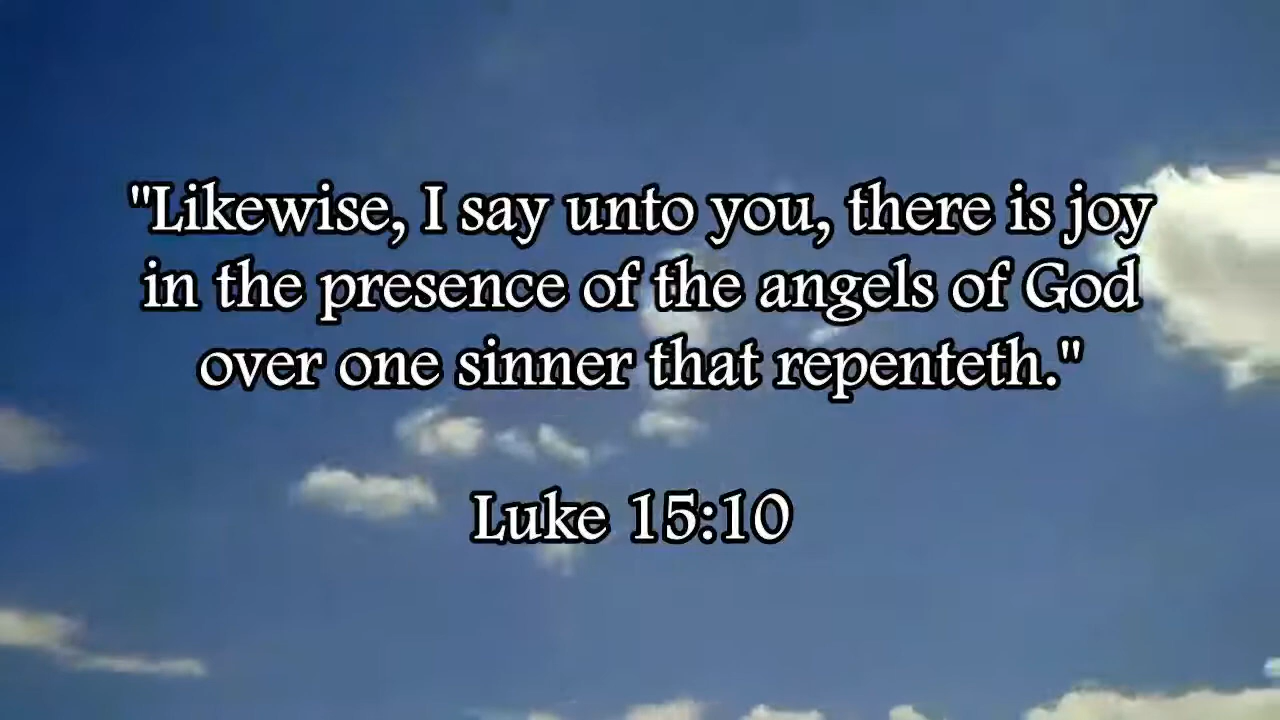 "Likewise, I say unto you, there is joy
in the presence of the angels of God
over one sinner that repenteth."
Luke 15:10